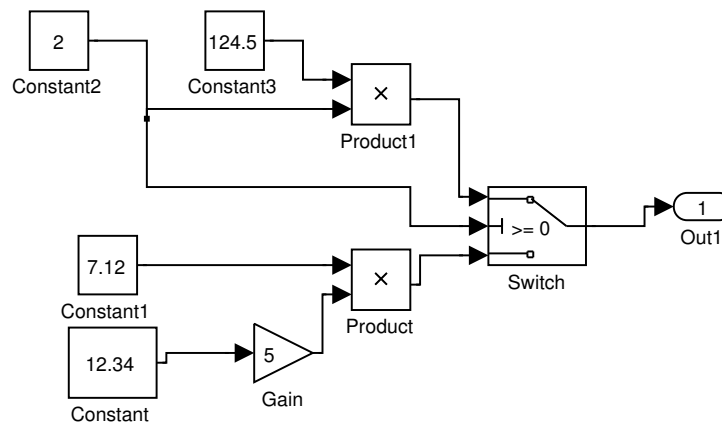 2
Constant2
124.5
Constant3
×
Product1
>= 0
Switch
1
Out1
7.12
Constant1
×
Product
12.34
Constant
5
Gain